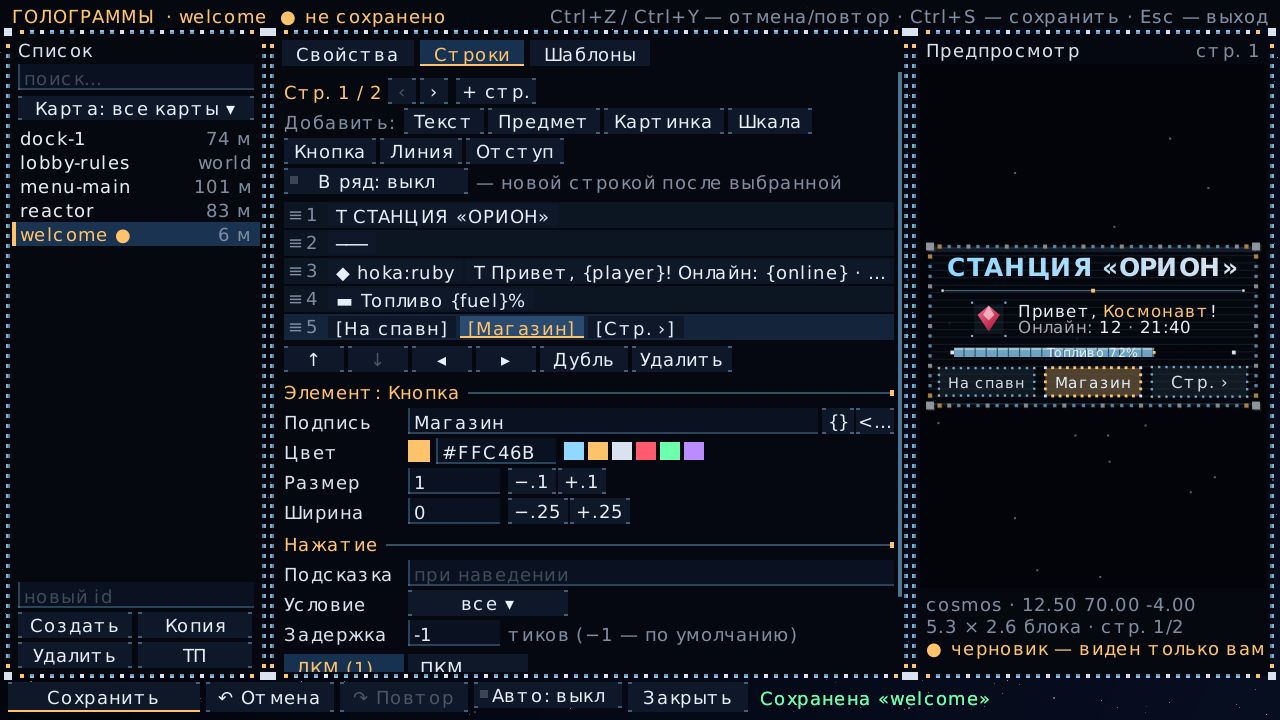 ГОЛОГРАММЫ · welcome ● не сохранено
Ctrl+Z / Ctrl+Y — отмена/повтор · Ctrl+S — сохранить · Esc — выход
Список
поиск...
Карта: все карты ▾
dock-1 74 м
lobby-rules world
menu-main 101 м
reactor 83 м
welcome ● 6 м
новый id
Создать Копия
Удалить ТП
Свойства Строки Шаблоны
Стр. 1 / 2 ‹ › + стр.
Добавить: Текст Предмет Картинка Шкала
Кнопка Линия Отступ
В ряд: выкл — новой строкой после выбранной
≡ 1 T СТАНЦИЯ «ОРИОН»
≡ 2 ──
≡ 3 ◆ hoka:ruby T Привет, {player}! Онлайн: {online} · ...
≡ 4 ▬ Топливо {fuel}%
≡ 5 [На спавн] [Магазин] [Стр. ›]
↑ ↓ ◂ ▸ Дубль Удалить
Элемент: Кнопка
Подпись Магазин {} <...
Цвет #FFC46B
Размер 1 −.1 +.1
Ширина 0 −.25 +.25
Нажатие
Подсказка при наведении
Условие все ▾
Задержка -1 тиков (−1 — по умолчанию)
ЛКМ (1) ПКМ
Предпросмотр стр. 1
СТАНЦИЯ «ОРИОН»
Привет, Космонавт!
Онлайн: 12 · 21:40
Топливо 72%
На спавн Магазин Стр. ›
cosmos · 12.50 70.00 -4.00
5.3 × 2.6 блока · стр. 1/2
● черновик — виден только вам
Сохранить ↶ Отмена ↷ Повтор Авто: выкл Закрыть Сохранена «welcome»